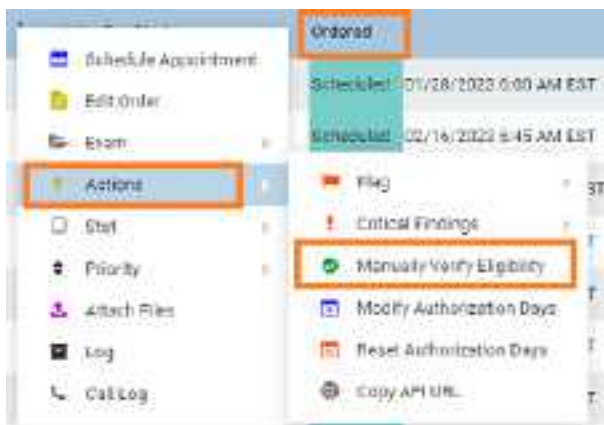 Ordered
Schedule Appointment
Scheduled 01/28/2023 6:00 AM EST
Edit Order
Scheduled 02/16/2023 6:45 AM EST
Exam
Actions
Flag
Stat
Critical Findings
Priority
Manually Verify Eligibility
Attach Files
Modify Authorization Days
Log
Reset Authorization Days
Call Log
Copy API URL